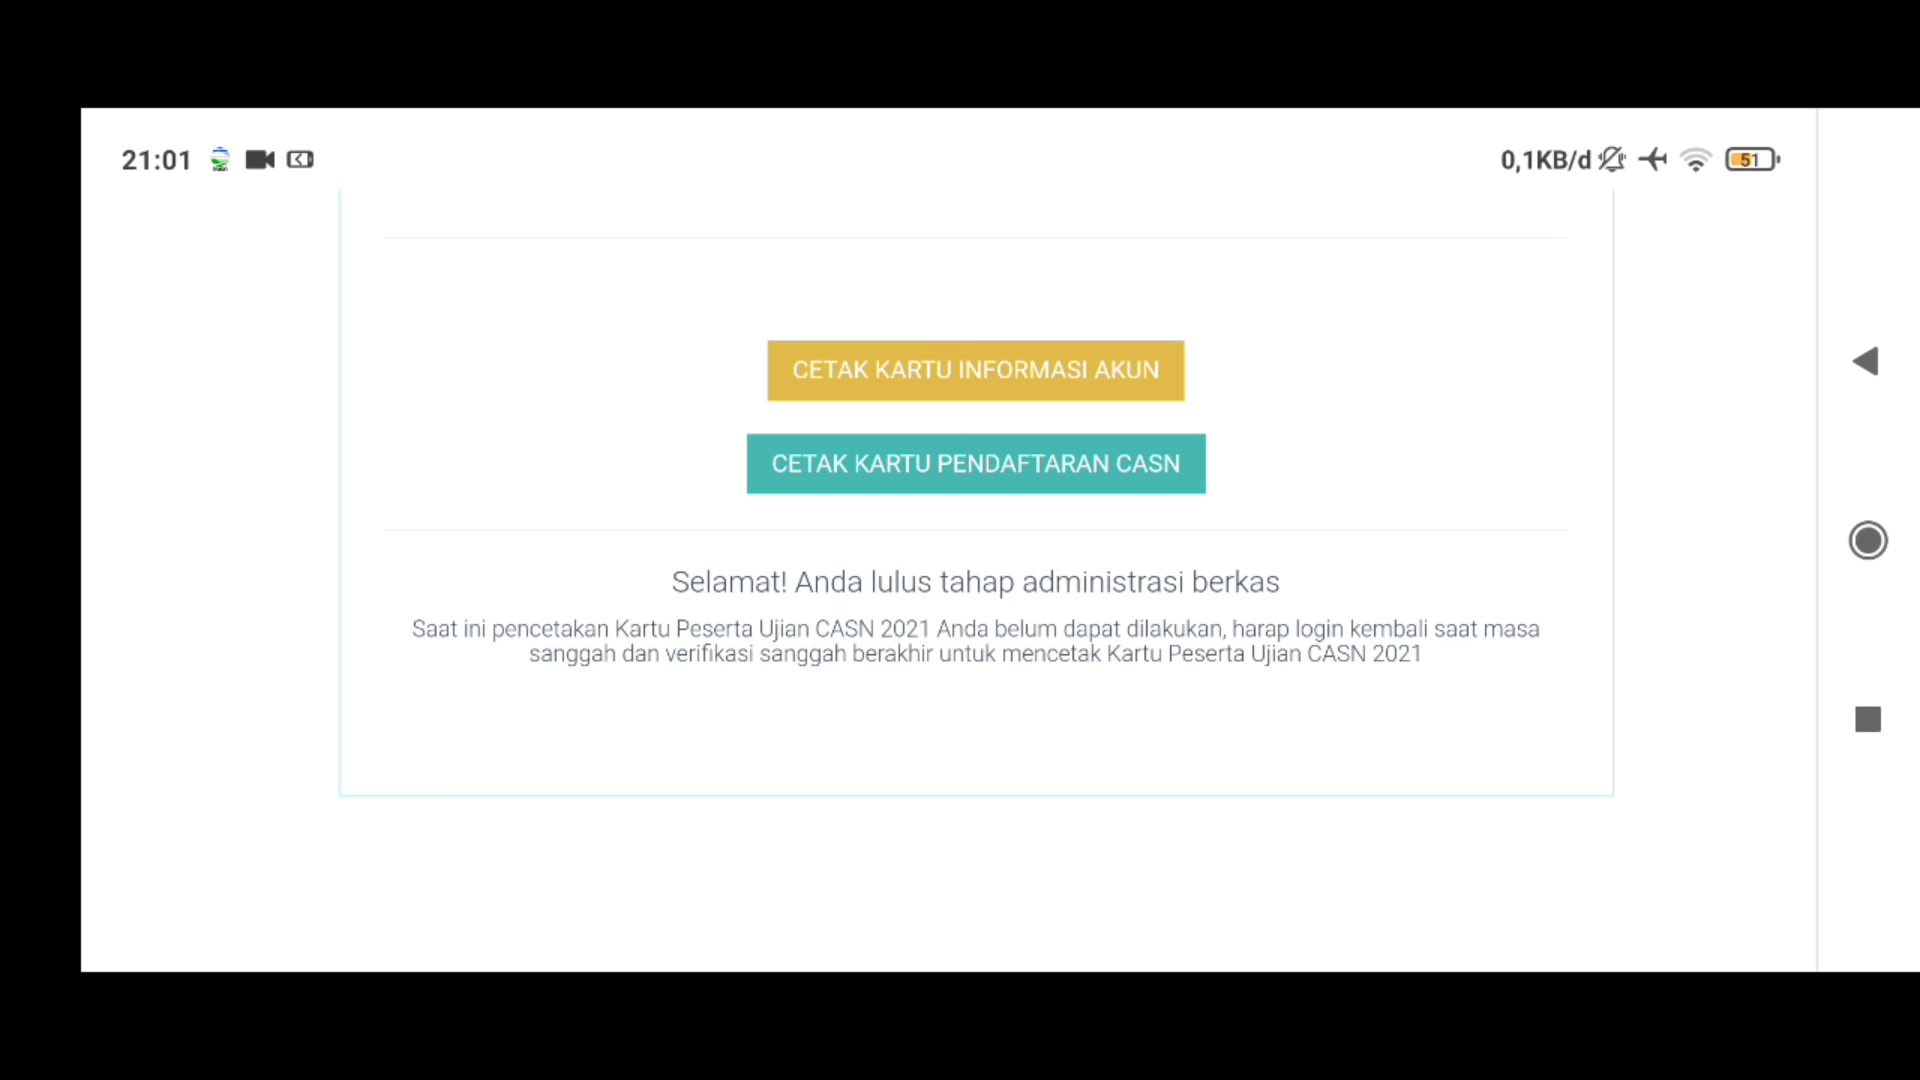 21:01
0,1KB/d
51
CETAK KARTU INFORMASI AKUN
CETAK KARTU PENDAFTARAN CASN
Selamat! Anda lulus tahap administrasi berkas
Saat ini pencetakan Kartu Peserta Ujian CASN 2021 Anda belum dapat dilakukan, harap login kembali saat masa
sanggah dan verifikasi sanggah berakhir untuk mencetak Kartu Peserta Ujian CASN 2021